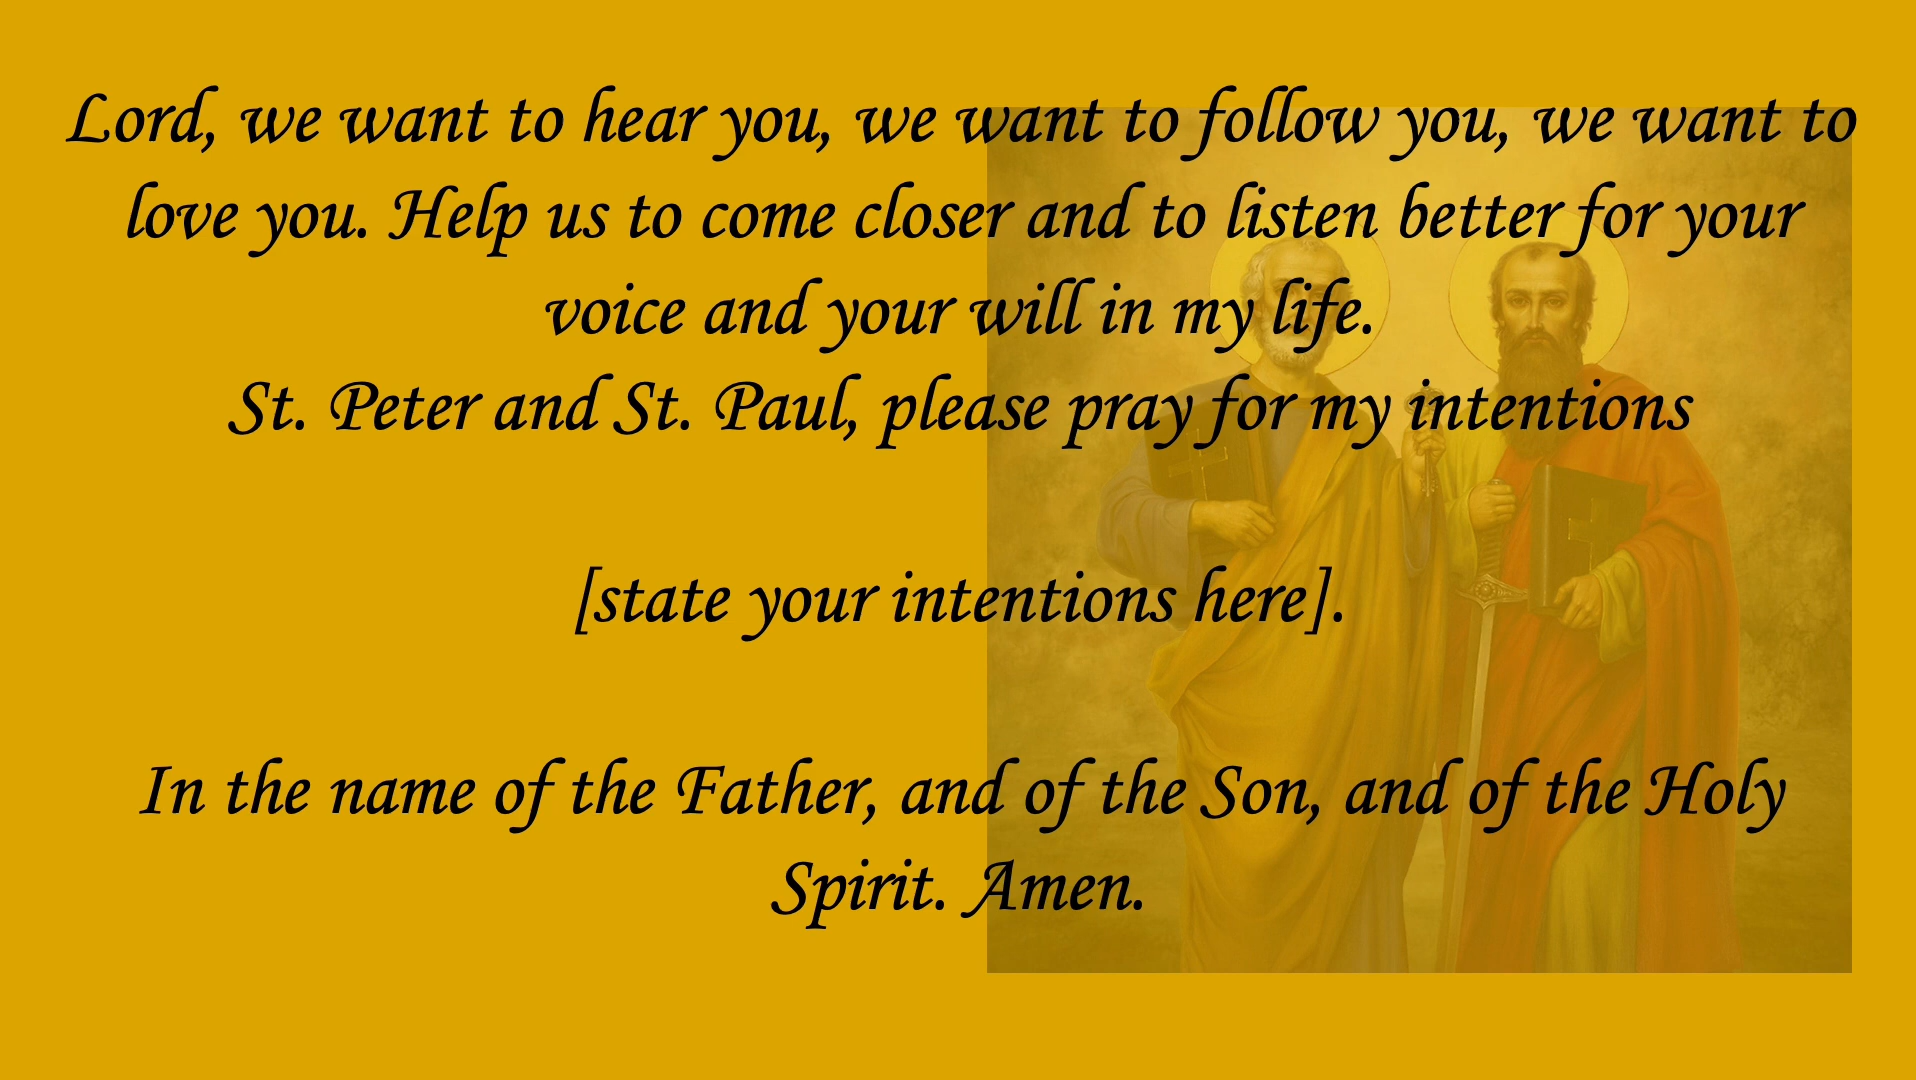 Lord, we want to hear you, we want to follow you, we want to
love you. Help us to come closer and to listen better for your
voice and your will in my life.
St. Peter and St. Paul, please pray for my intentions
[state your intentions here].
In the name of the Father, and of the Son, and of the Holy
Spirit. Amen.